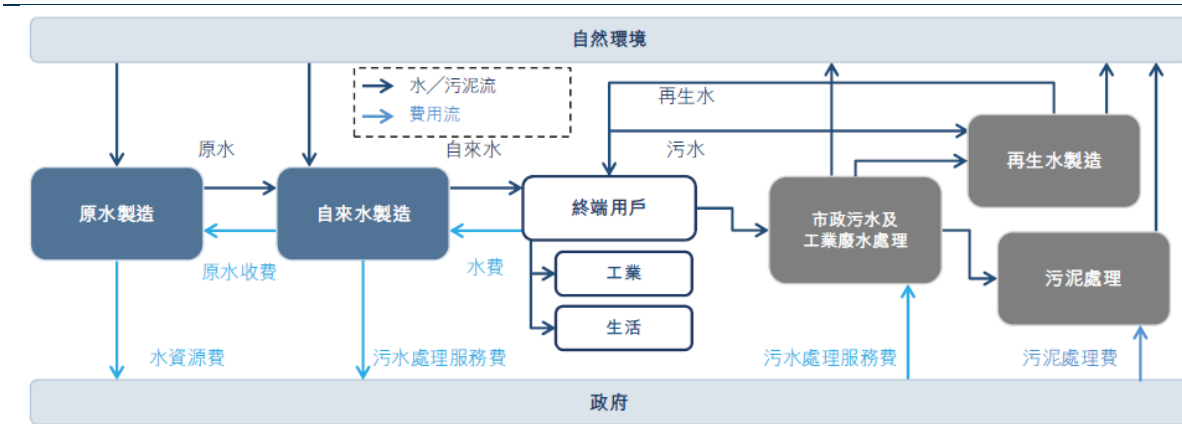 自然環境
水／污泥流
費用流
再生水
原水
自來水
污水
再生水製造
原水製造
自來水製造
終端用戶
市政污水及
工業廢水處理
原水收費
水費
工業
污泥處理
生活
水資源費
污水處理服務費
污水處理服務費
污泥處理費
政府